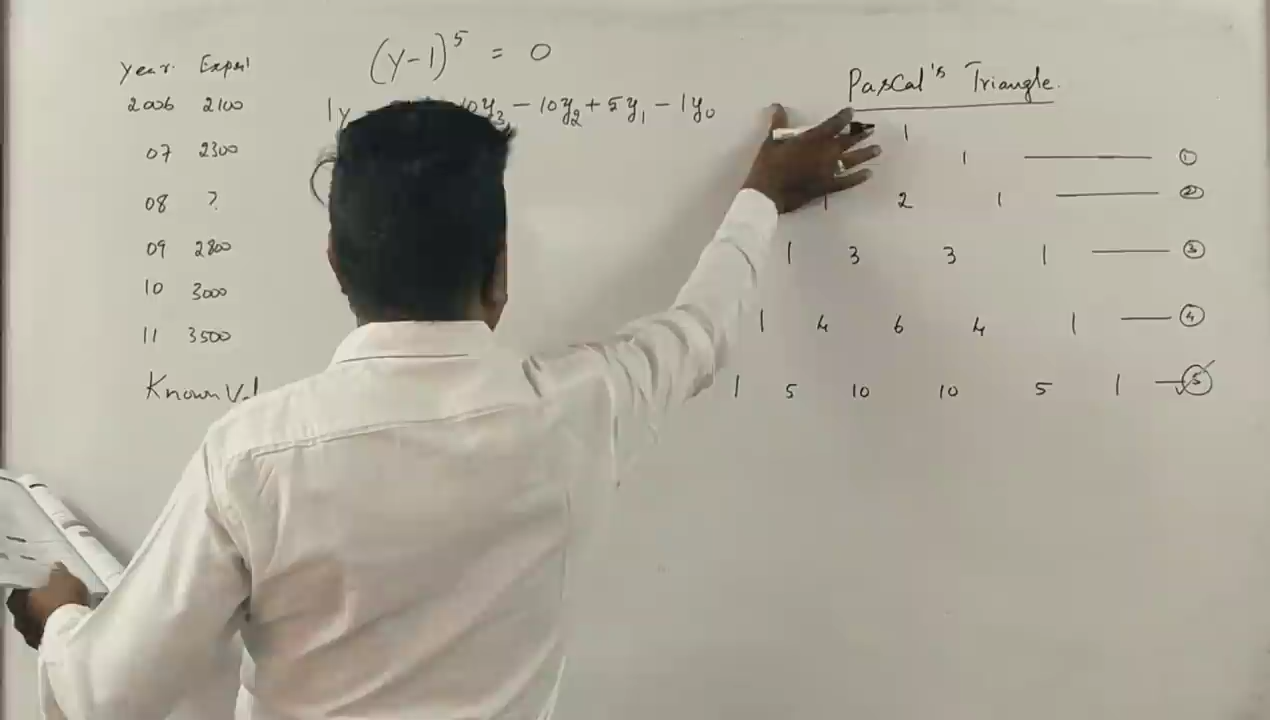 Year. Export
2006 2100
07 2300
08 ?
09 2800
10 3000
11 3500
Known
(y-1)⁵ = 0
1y 10y₃ - 10y₂ + 5y₁ - 1y₀
Pascal's Triangle.
1
1 ①
1 2 1 ②
1 3 3 1 ③
1 4 6 4 1 ④
1 5 10 10 5 1 ⑤